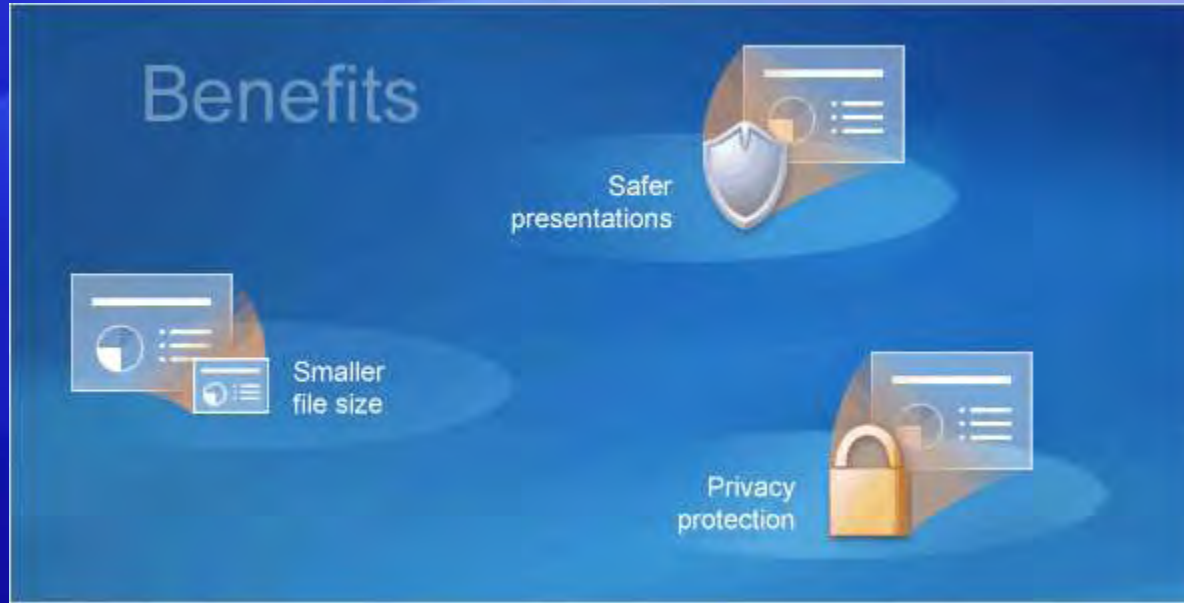 Benefits
Safer
presentations
Smaller
file size
Privacy
protection